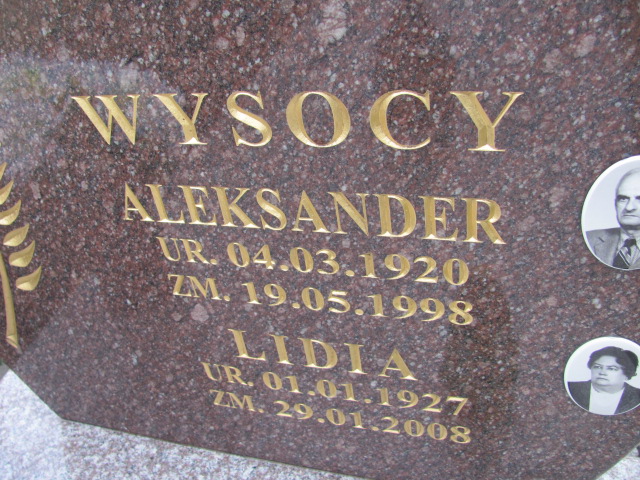 WYSOCY
ALEKSANDER
UR. 04.03.1920
ZM. 19.05.1998
LIDIA
UR. 01.01.1927
ZM. 29.01.2008